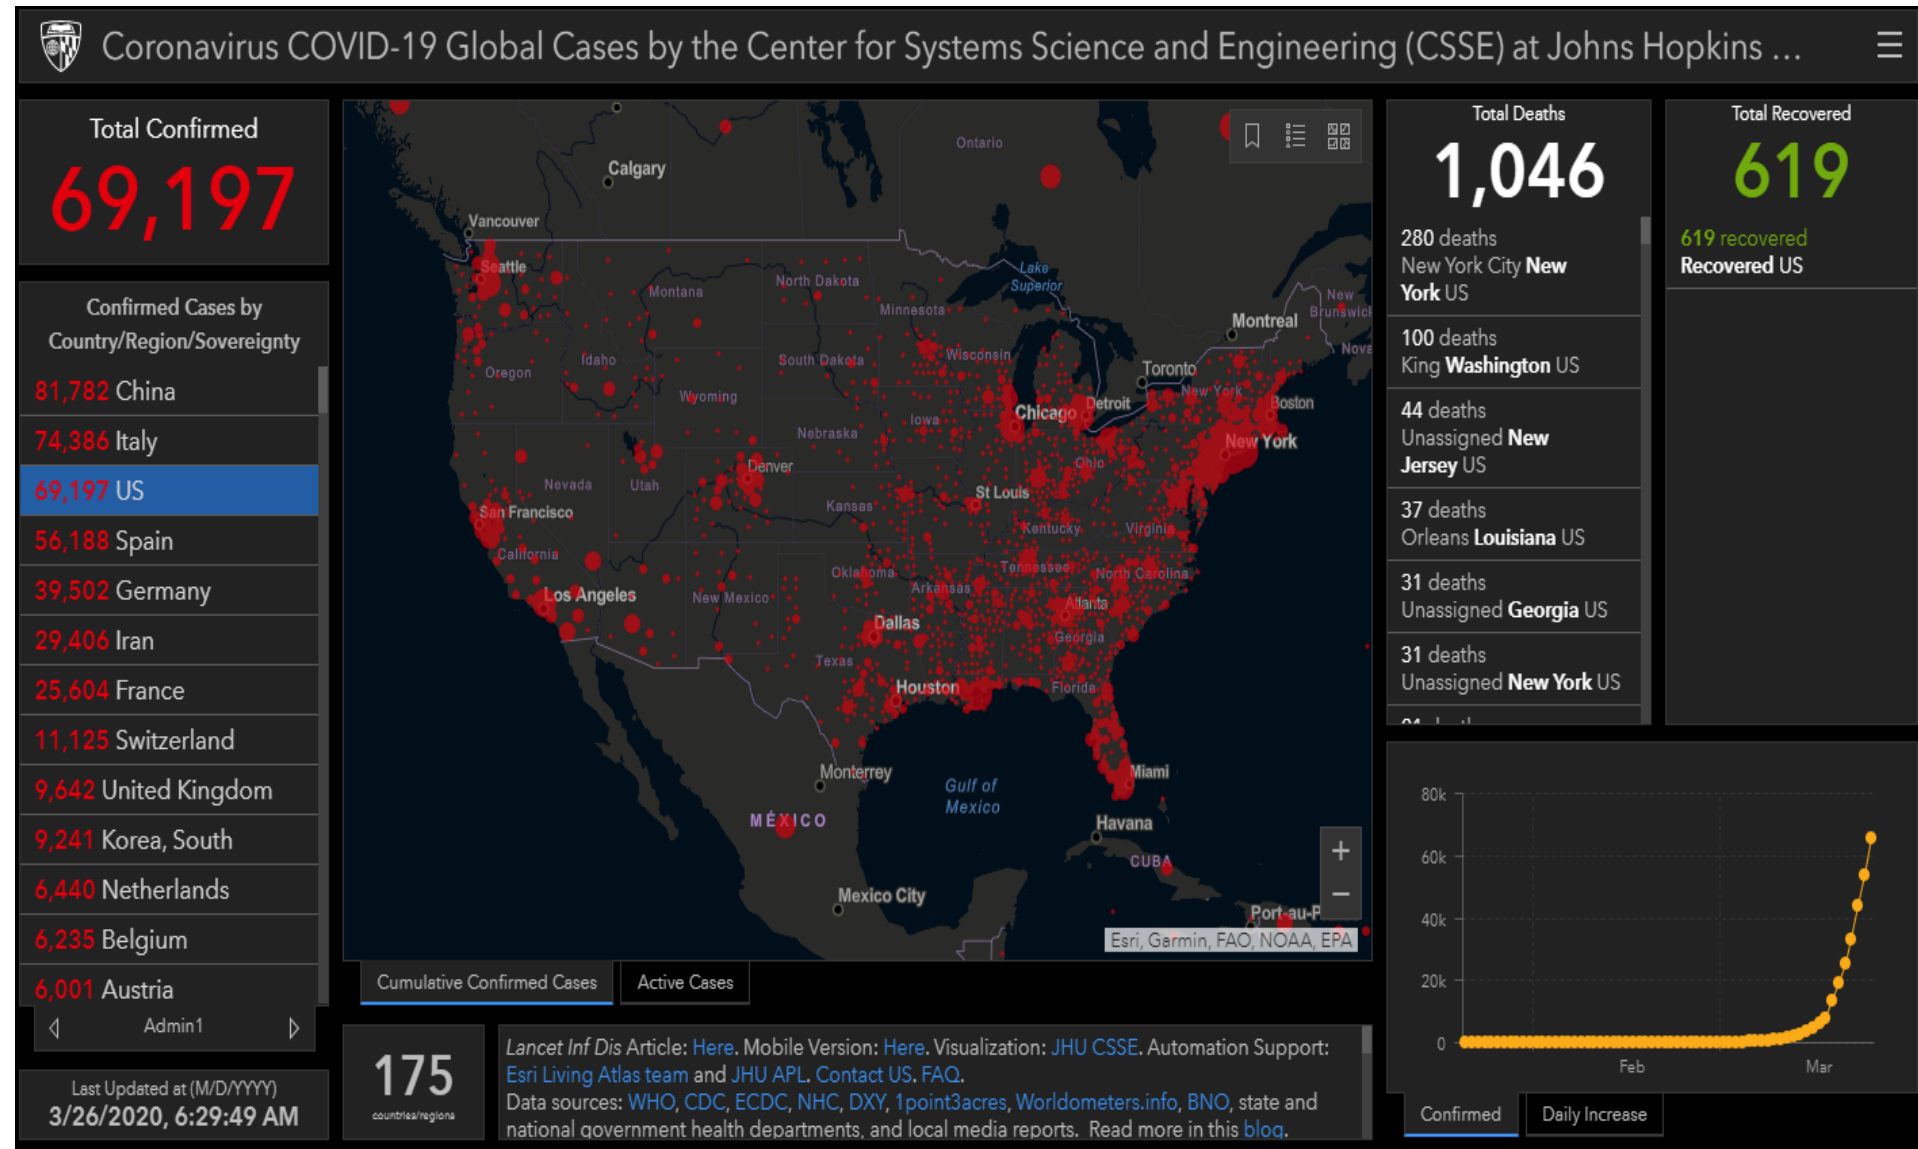 Coronavirus COVID-19 Global Cases by the Center for Systems Science and Engineering (CSSE) at Johns Hopkins ...
Total Confirmed
69,197
Confirmed Cases by
Country/Region/Sovereignty
81,782 China
74,386 Italy
69,197 US
56,188 Spain
39,502 Germany
29,406 Iran
25,604 France
11,125 Switzerland
9,642 United Kingdom
9,241 Korea, South
6,440 Netherlands
6,235 Belgium
6,001 Austria
Admin1
Last Updated at (M/D/YYYY)
3/26/2020, 6:29:49 AM
Ontario
Calgary
Vancouver
Seattle
Lake
Superior
North Dakota
Montana
Minnesota
New
Brunswick
Montreal
Nova
Wisconsin
South Dakota
Idaho
Oregon
Toronto
New York
Wyoming
Detroit
Boston
Chicago
Iowa
Nebraska
New York
Ohio
Denver
Nevada
Utah
St Louis
Kansas
San Francisco
Kentucky
Virginia
California
Tennessee
Oklahoma
North Carolina
Arkansas
Los Angeles
New Mexico
Atlanta
Dallas
Georgia
Texas
Houston
Florida
Monterrey
Miami
Gulf of
Mexico
MÉXICO
Havana
CUBA
Mexico City
Port-au-P
Esri, Garmin, FAO, NOAA, EPA
Cumulative Confirmed Cases
Active Cases
175
countries/regions
Lancet Inf Dis Article: Here. Mobile Version: Here. Visualization: JHU CSSE. Automation Support:
Esri Living Atlas team and JHU APL. Contact US. FAQ.
Data sources: WHO, CDC, ECDC, NHC, DXY, 1point3acres, Worldometers.info, BNO, state and
national government health departments, and local media reports. Read more in this blog.
Total Deaths
1,046
280 deaths
New York City New
York US
100 deaths
King Washington US
44 deaths
Unassigned New
Jersey US
37 deaths
Orleans Louisiana US
31 deaths
Unassigned Georgia US
31 deaths
Unassigned New York US
Total Recovered
619
619 recovered
Recovered US
80k
60k
40k
20k
0
Feb
Mar
Confirmed
Daily Increase